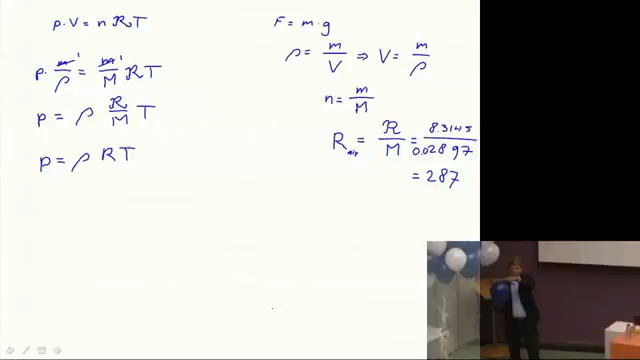 p · V = n ℛ T
p · m/ρ = m/M ℛ T
p = ρ ℛ/M T
p = ρ R T
F = m · g
ρ = m/V ⇒ V = m/ρ
n = m/M
R air = ℛ/M = 8.3145/0.02897
= 287